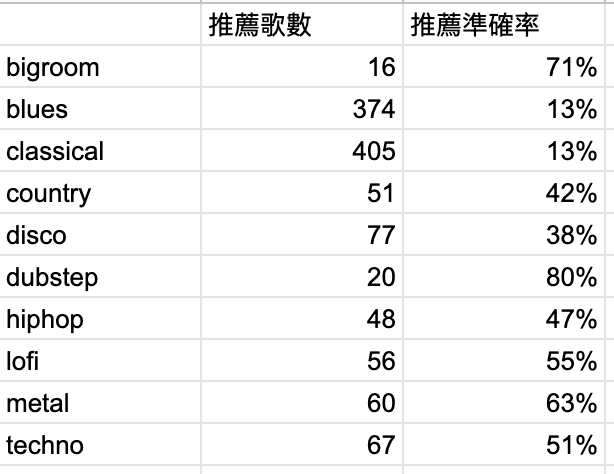 推薦歌數 推薦準確率
bigroom 16 71%
blues 374 13%
classical 405 13%
country 51 42%
disco 77 38%
dubstep 20 80%
hiphop 48 47%
lofi 56 55%
metal 60 63%
techno 67 51%